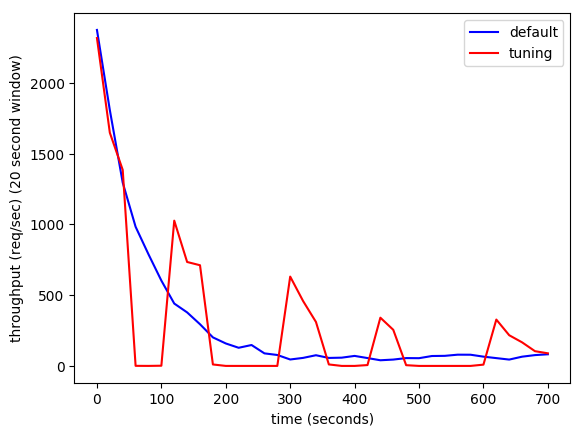 default
tuning
throughput (req/sec) (20 second window)
2000
1500
1000
500
0
0 100 200 300 400 500 600 700
time (seconds)